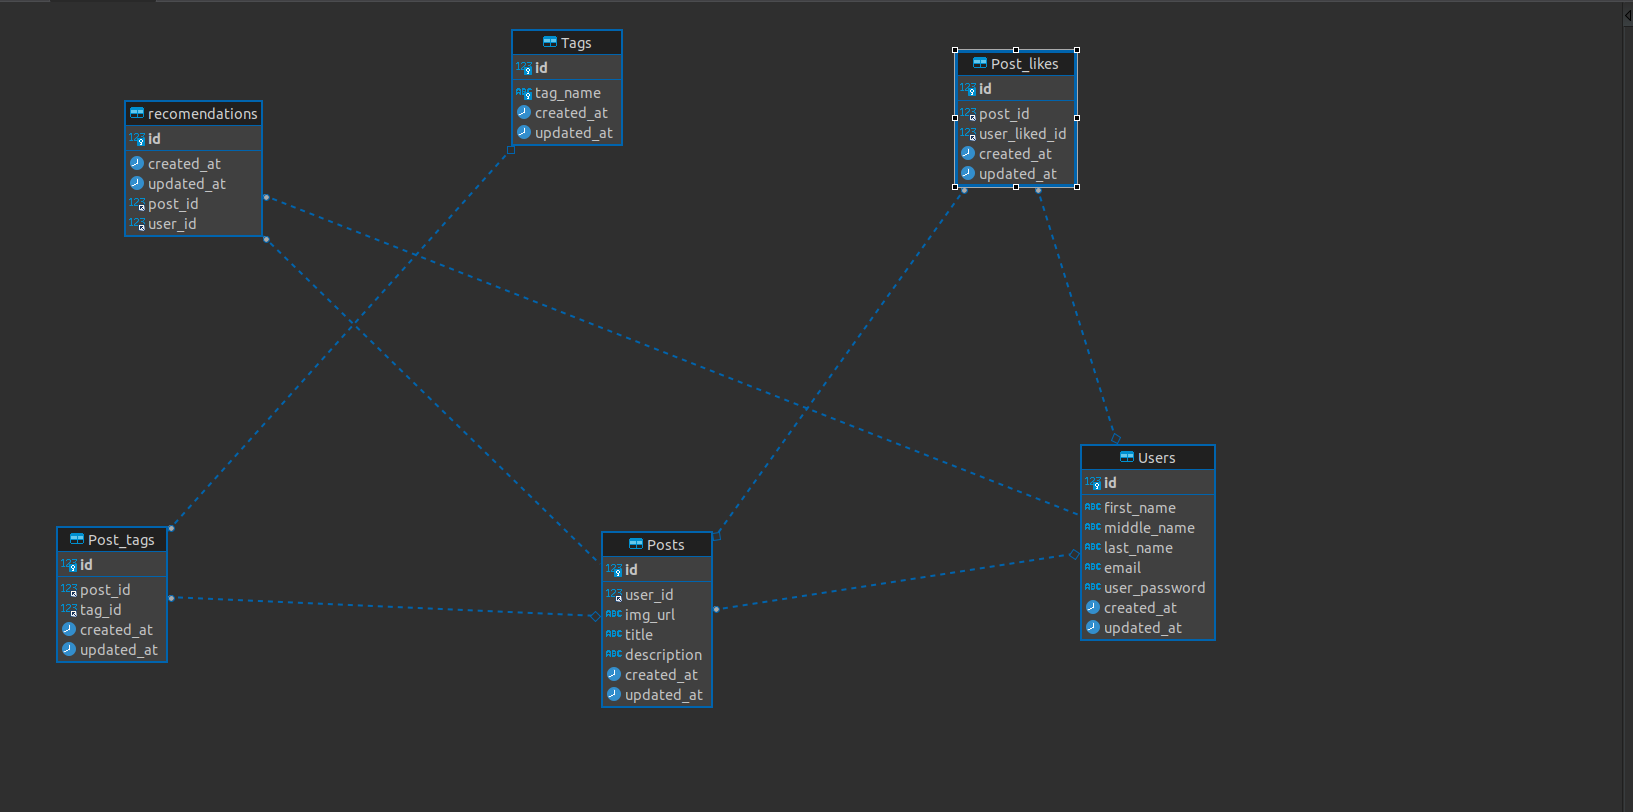 Tags
id
tag_name
created_at
updated_at
Post_likes
id
post_id
user_liked_id
created_at
updated_at
recomendations
id
created_at
updated_at
post_id
user_id
Users
id
first_name
middle_name
last_name
email
user_password
created_at
updated_at
Post_tags
id
post_id
tag_id
created_at
updated_at
Posts
id
user_id
img_url
title
description
created_at
updated_at